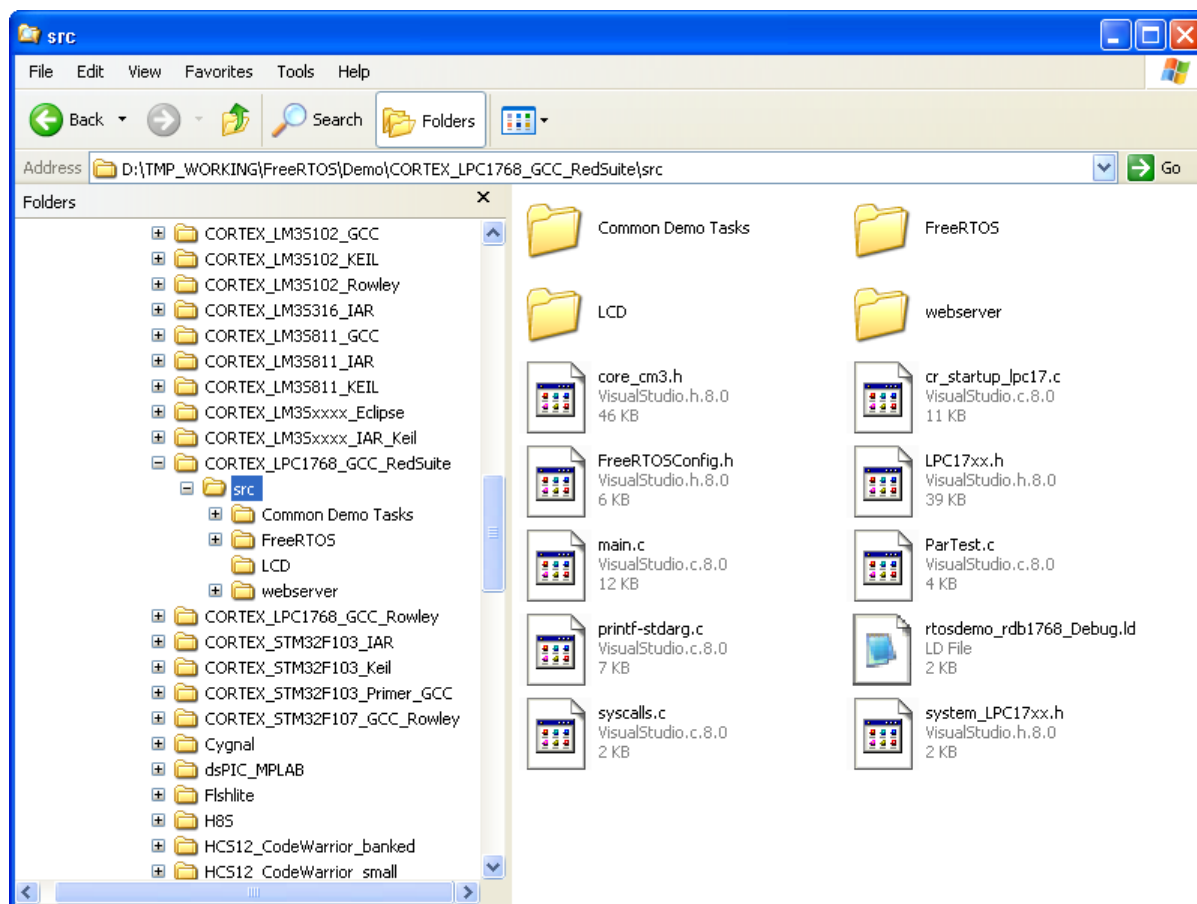 src
File Edit View Favorites Tools Help
Back Search Folders
Address D:\TMP_WORKING\FreeRTOS\Demo\CORTEX_LPC1768_GCC_RedSuite\src Go
Folders
CORTEX_LM3S102_GCC
CORTEX_LM3S102_KEIL
CORTEX_LM3S102_Rowley
CORTEX_LM3S316_IAR
CORTEX_LM3S811_GCC
CORTEX_LM3S811_IAR
CORTEX_LM3S811_KEIL
CORTEX_LM3Sxxxx_Eclipse
CORTEX_LM3Sxxxx_IAR_Keil
CORTEX_LPC1768_GCC_RedSuite
src
Common Demo Tasks
FreeRTOS
LCD
webserver
CORTEX_LPC1768_GCC_Rowley
CORTEX_STM32F103_IAR
CORTEX_STM32F103_Keil
CORTEX_STM32F103_Primer_GCC
CORTEX_STM32F107_GCC_Rowley
Cygnal
dsPIC_MPLAB
Flshlite
H8S
HCS12_CodeWarrior_banked
HCS12_CodeWarrior_small
Common Demo Tasks
FreeRTOS
LCD
webserver
core_cm3.h
VisualStudio.h.8.0
46 KB
cr_startup_lpc17.c
VisualStudio.c.8.0
11 KB
FreeRTOSConfig.h
VisualStudio.h.8.0
6 KB
LPC17xx.h
VisualStudio.h.8.0
39 KB
main.c
VisualStudio.c.8.0
12 KB
ParTest.c
VisualStudio.c.8.0
4 KB
printf-stdarg.c
VisualStudio.c.8.0
7 KB
rtosdemo_rdb1768_Debug.ld
LD File
2 KB
syscalls.c
VisualStudio.c.8.0
2 KB
system_LPC17xx.h
VisualStudio.h.8.0
2 KB